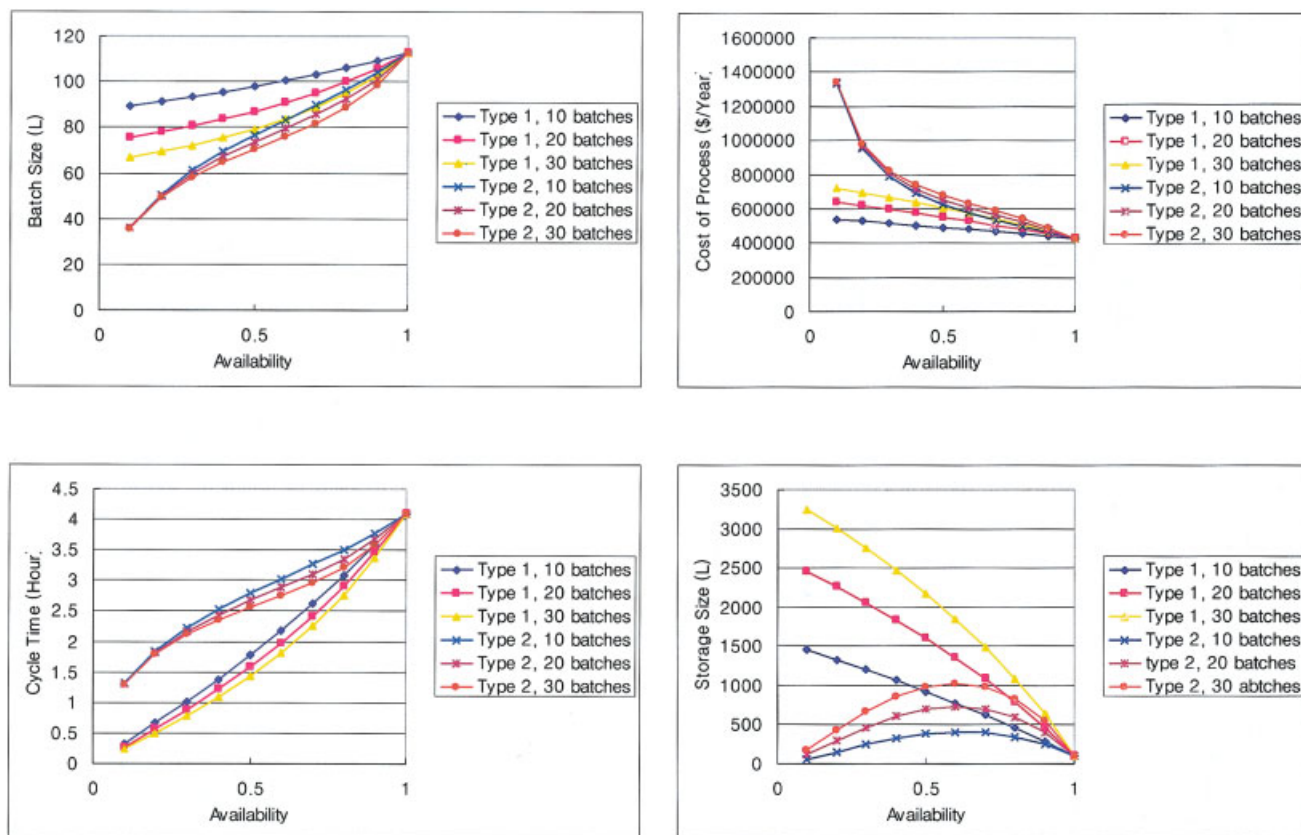 120
100
80
60
40
20
0
0
0.5
1
Batch Size (L)
Availability
Type 1, 10 batches
Type 1, 20 batches
Type 1, 30 batches
Type 2, 10 batches
Type 2, 20 batches
Type 2, 30 batches
1600000
1400000
1200000
1000000
800000
600000
400000
200000
0
0
0.5
1
Cost of Process ($/Year.
Availability
Type 1, 10 batches
Type 1, 20 batches
Type 1, 30 batches
Type 2, 10 batches
Type 2, 20 batches
Type 2, 30 batches
4.5
4
3.5
3
2.5
2
1.5
1
0.5
0
0
0.5
1
Cycle Time (Hour.
Availability
Type 1, 10 batches
Type 1, 20 batches
Type 1, 30 batches
Type 2, 10 batches
Type 2, 20 batches
Type 2, 30 batches
3500
3000
2500
2000
1500
1000
500
0
0
0.5
1
Storage Size (L)
Availability
Type 1, 10 batches
Type 1, 20 batches
Type 1, 30 batches
Type 2, 10 batches
type 2, 20 batches
Type 2, 30 abtches